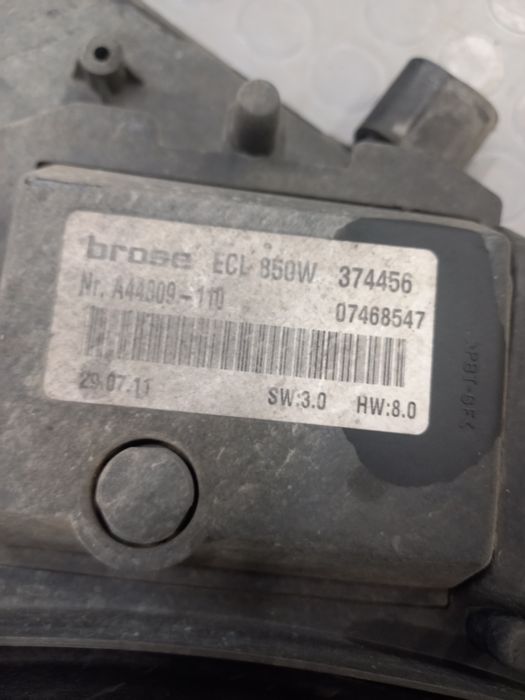 brose ECL 850W 374456
Nr. A44309-110 07468547
29.07.11 SW:3.0 HW:8.0